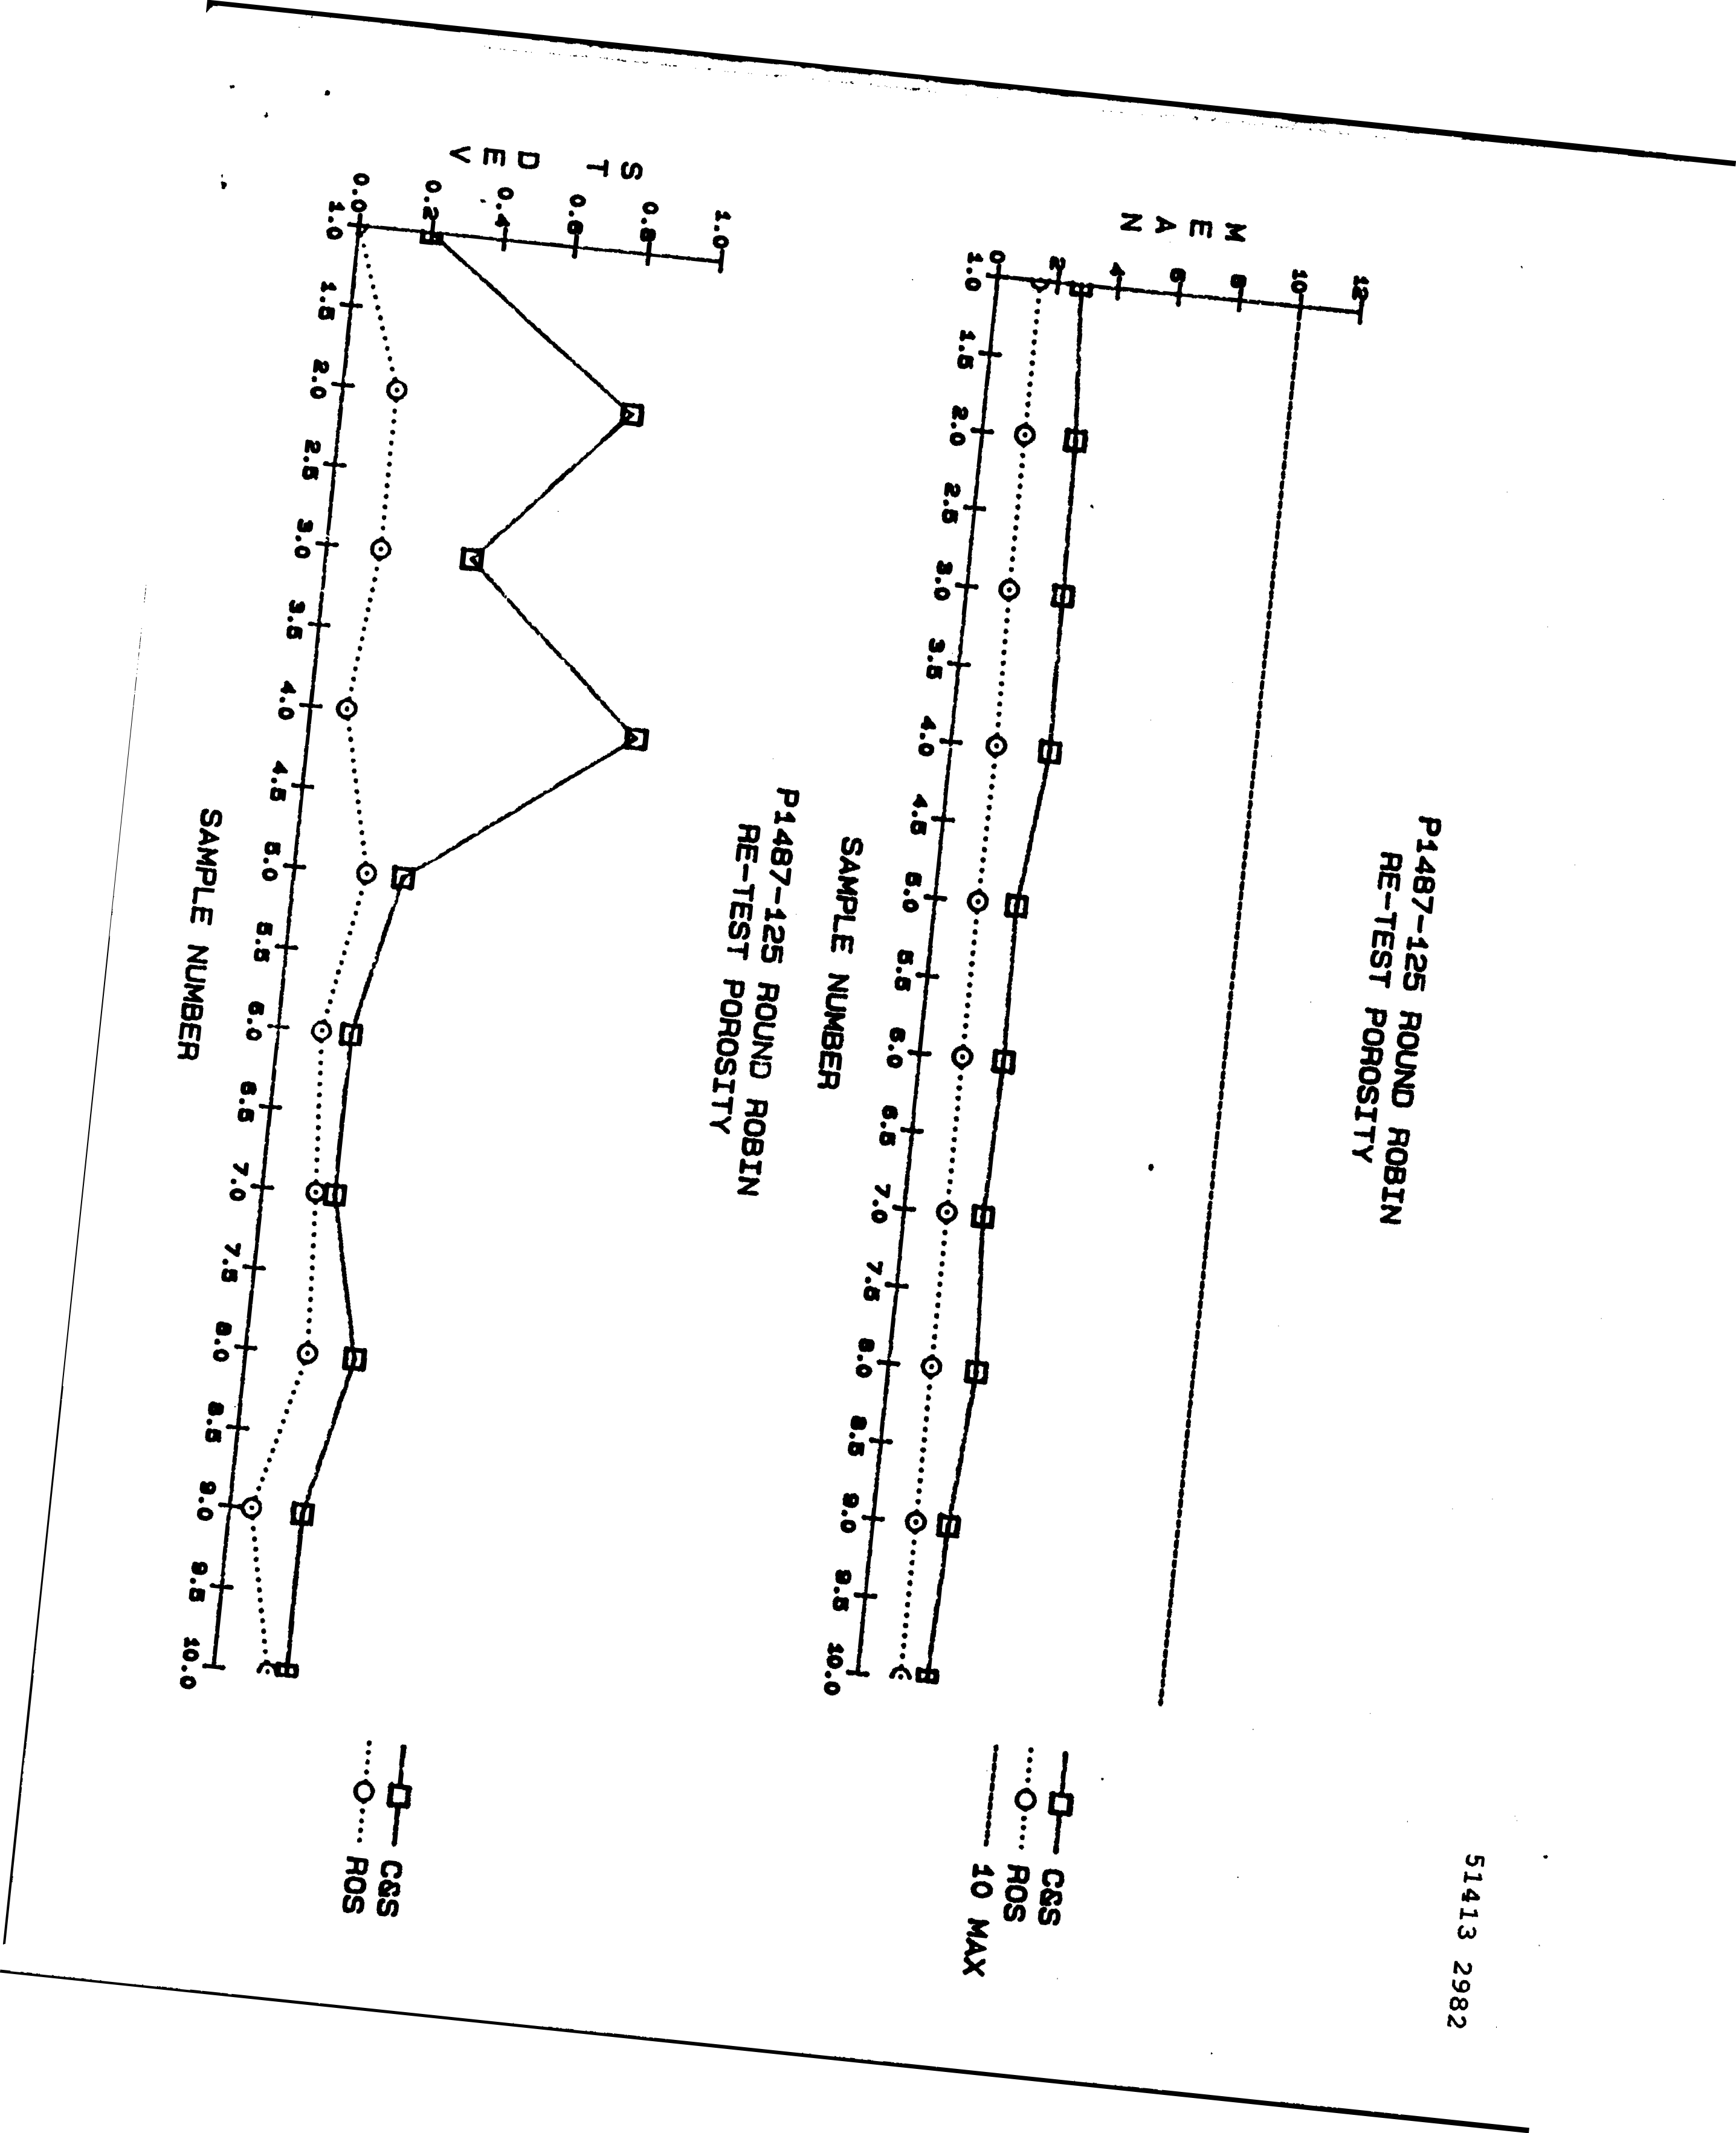 51413 2982
P1487-125 ROUND ROBIN
RE-TEST POROSITY
MEAN
12
10
8
6
4
2
0
1.0 1.5 2.0 2.5 3.0 3.5 4.0 4.5 5.0 5.5 6.0 6.5 7.0 7.5 8.0 8.5 9.0 9.5 10.0
SAMPLE NUMBER
C&S
ROS
10 MAX
P1487-125 ROUND ROBIN
RE-TEST POROSITY
ST DEV
1.0
0.8
0.6
0.4
0.2
0.0
1.0 1.5 2.0 2.5 3.0 3.5 4.0 4.5 5.0 5.5 6.0 6.5 7.0 7.5 8.0 8.5 9.0 9.5 10.0
SAMPLE NUMBER
C&S
ROS